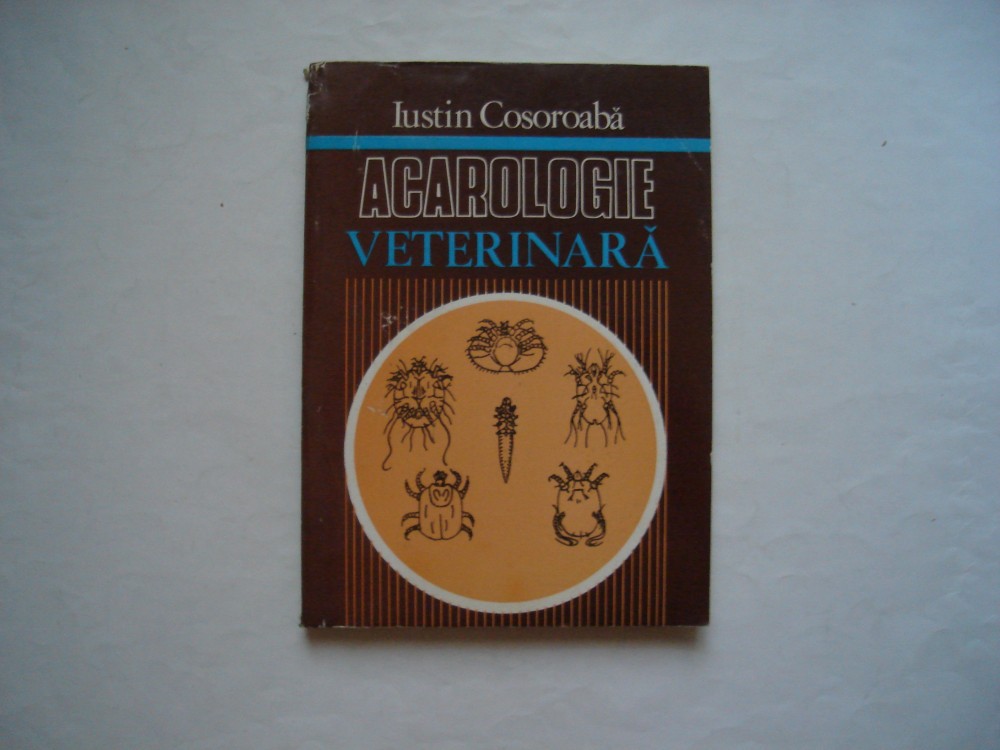 Iustin Cosoroabă
ACAROLOGIE
VETERINARĂ